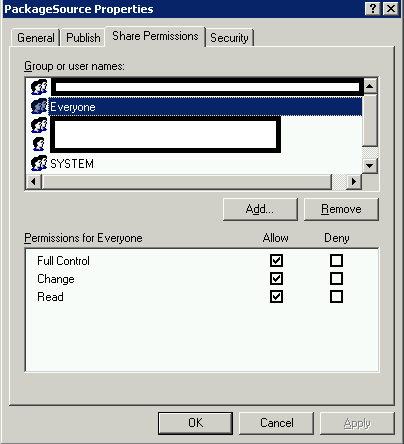 PackageSource Properties
General Publish Share Permissions Security
Group or user names:
Everyone
SYSTEM
Add... Remove
Permissions for Everyone Allow Deny
Full Control
Change
Read
OK Cancel Apply